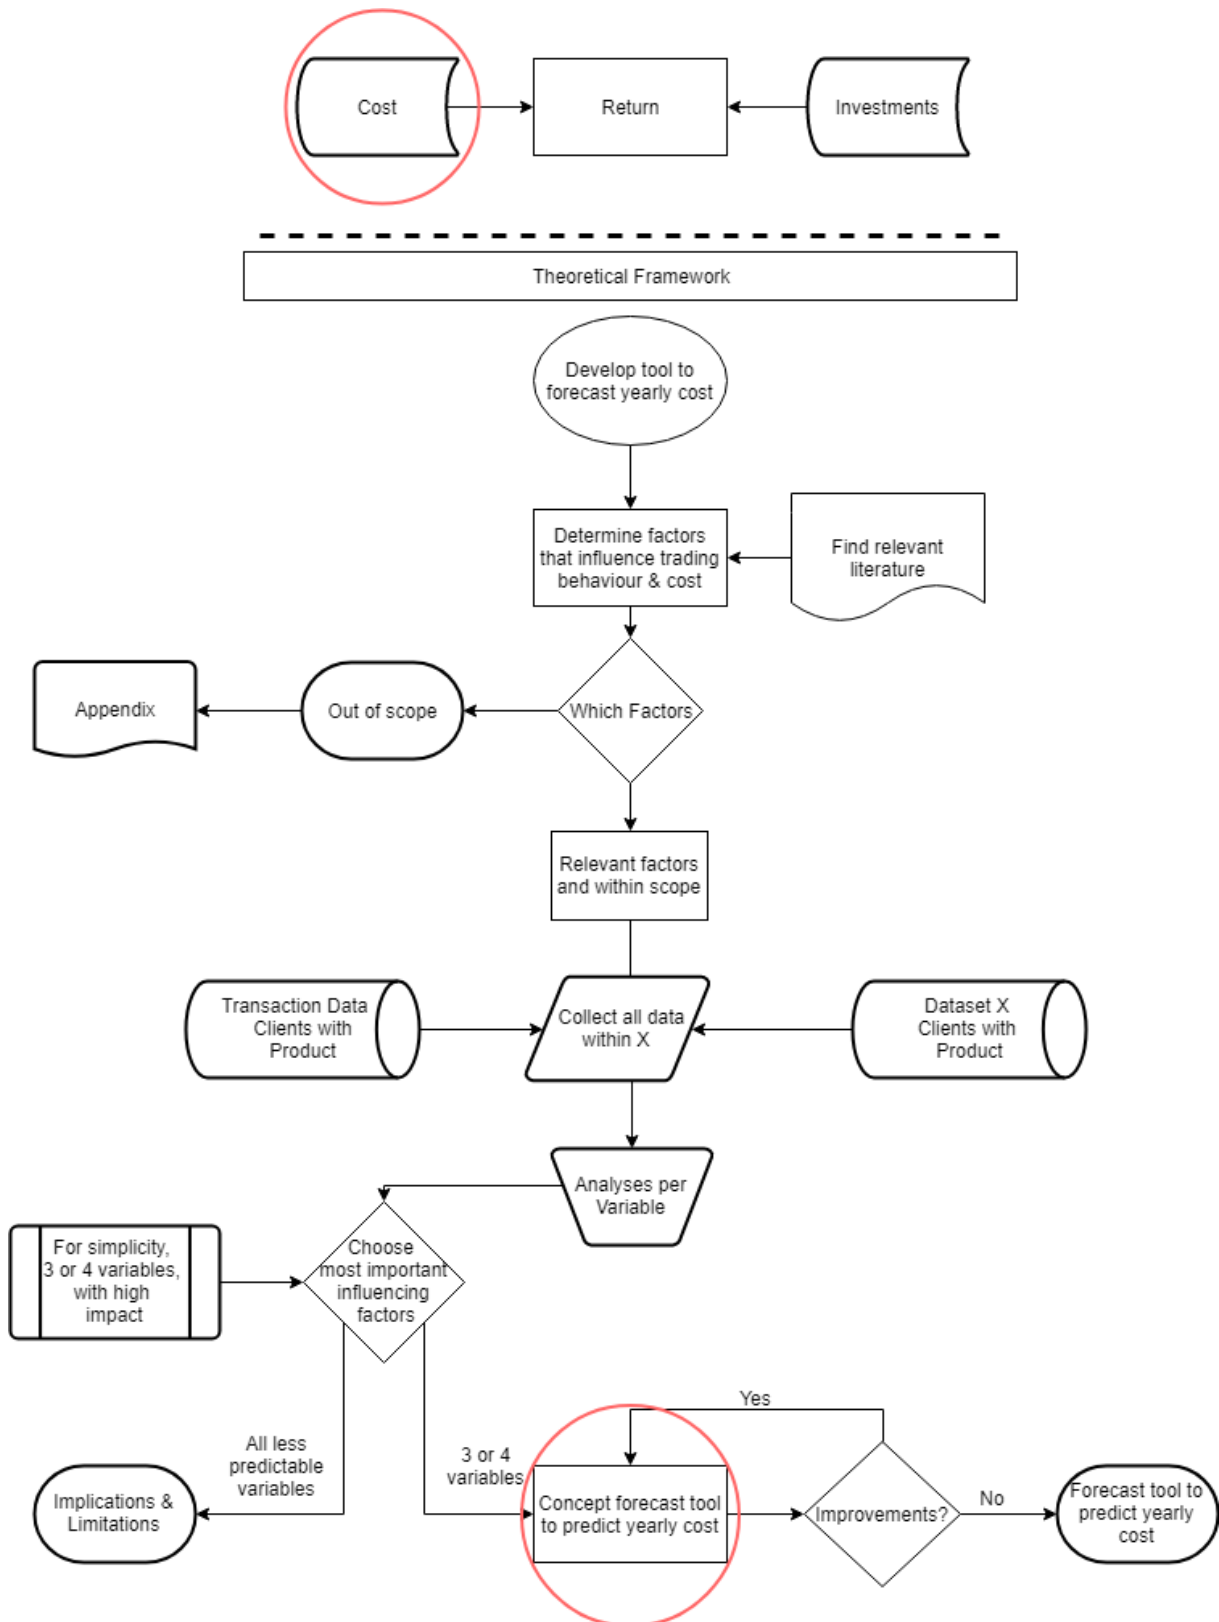 Cost
Return
Investments
Theoretical Framework
Develop tool to
forecast yearly cost
Determine factors
that influence trading
behaviour & cost
Find relevant
literature
Appendix
Out of scope
Which Factors
Relevant factors
and within scope
Transaction Data
Clients with
Product
Collect all data
within X
Dataset X
Clients with
Product
Analyses per
Variable
For simplicity,
3 or 4 variables,
with high
impact
Choose
most important
influencing
factors
Yes
All less
predictable
variables
3 or 4
variables
Implications &
Limitations
Concept forecast tool
to predict yearly cost
Improvements?
No
Forecast tool to
predict yearly
cost